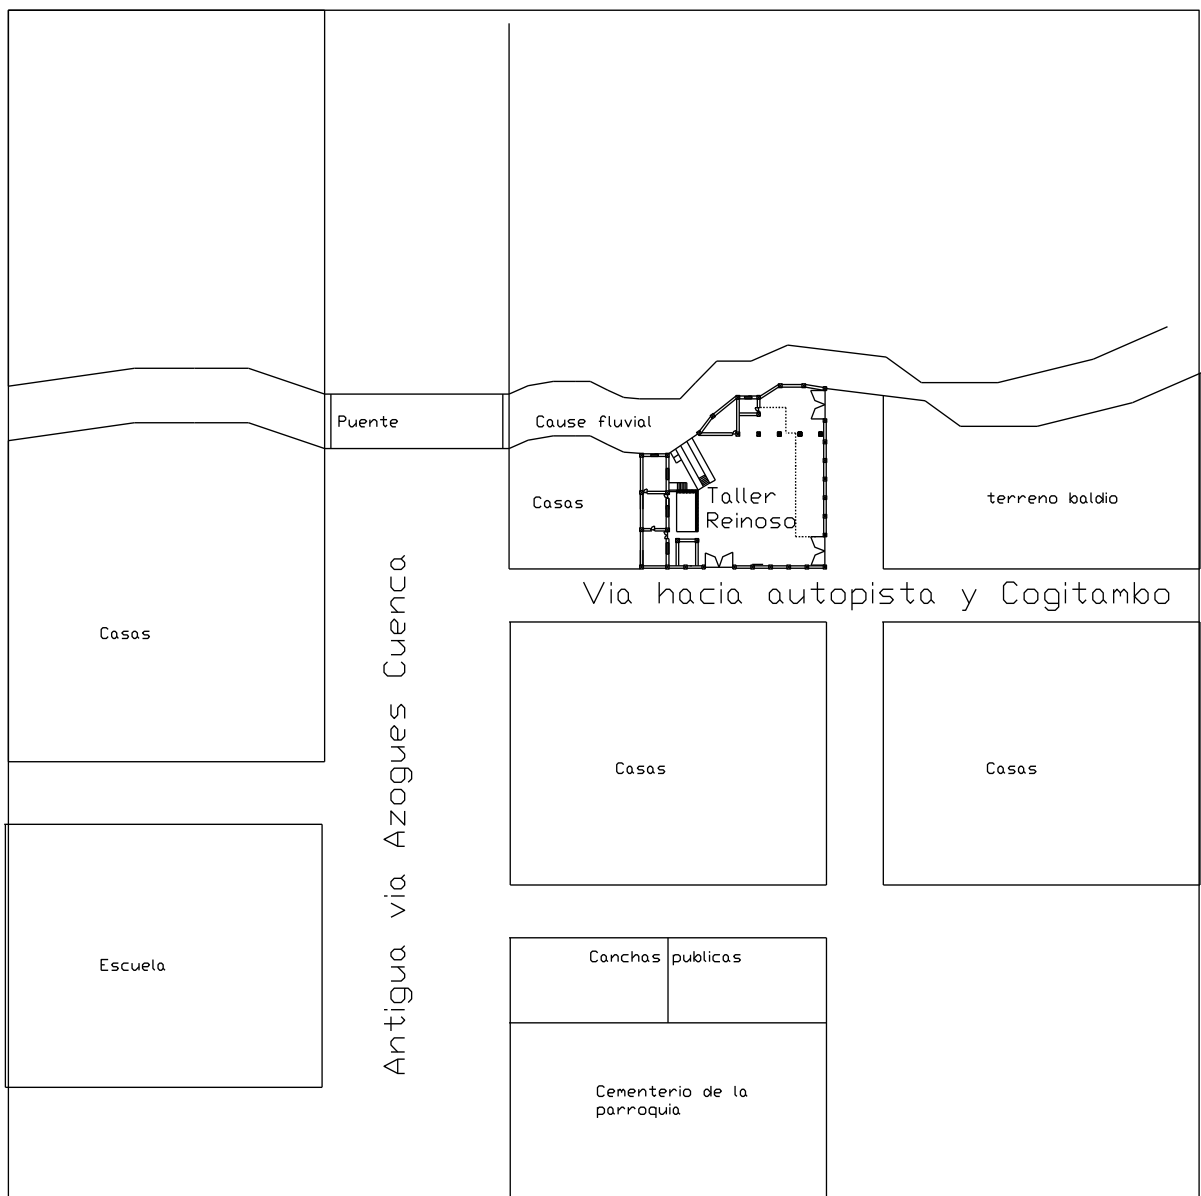 Puente
Cause fluvial
Casas
Taller
Reinoso
terreno baldio
Via hacia autopista y Cogitambo
Antigua via Azogues Cuenca
Casas
Casas
Casas
Escuela
Canchas publicas
Cementerio de la
parroquia